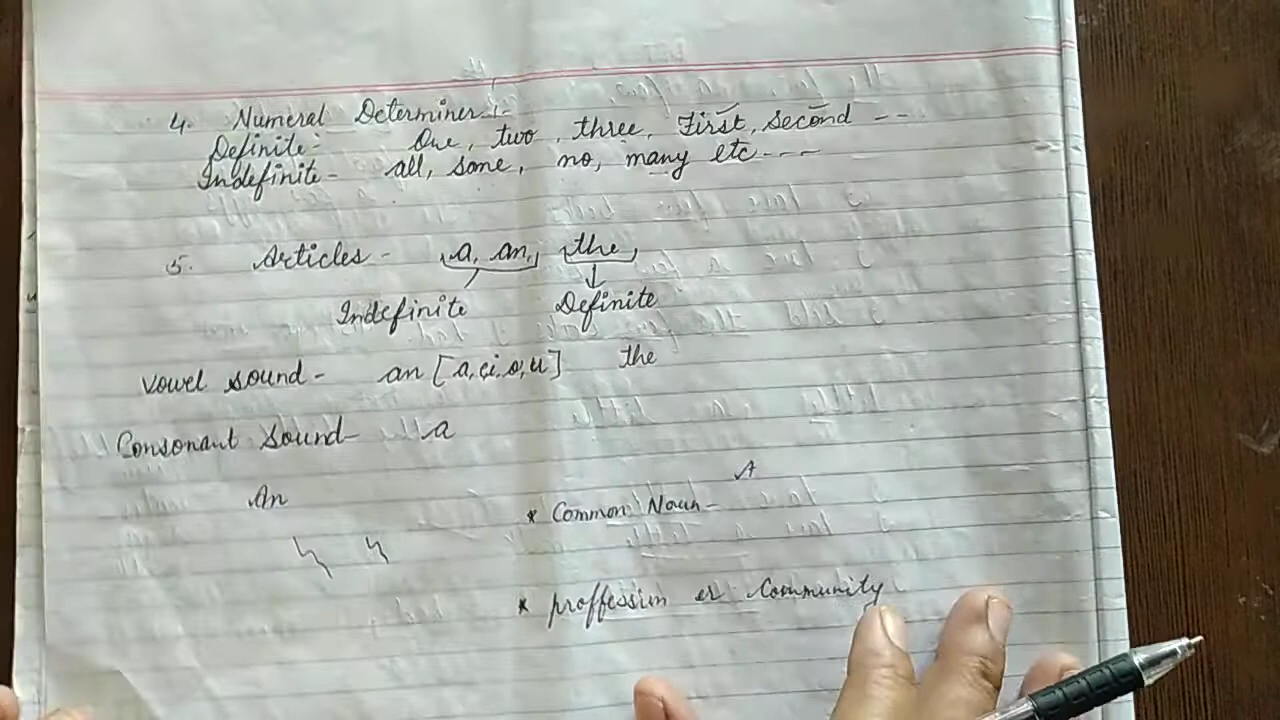 4. Numeral Determiner :-
Definite :- One, two, three, First, second --
Indefinite - all, some, no, many etc ---
5. Articles - a, an, the,
Indefinite Definite
Vowel sound - an [a, e, i, o, u] the
Consonant sound - a
An
A
* Common Noun -
* proffession or Community